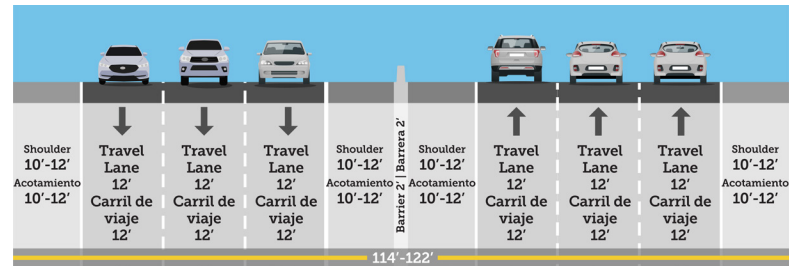 Shoulder
10'-12'
Acotamiento
10'-12'
Travel
Lane
12'
Carril de
viaje
12'
Travel
Lane
12'
Carril de
viaje
12'
Travel
Lane
12'
Carril de
viaje
12'
Shoulder
10'-12'
Acotamiento
10'-12'
Barrier 2' | Barrera 2'
Shoulder
10'-12'
Acotamiento
10'-12'
Travel
Lane
12'
Carril de
viaje
12'
Travel
Lane
12'
Carril de
viaje
12'
Travel
Lane
12'
Carril de
viaje
12'
Shoulder
10'-12'
Acotamiento
10'-12'
114'-122'